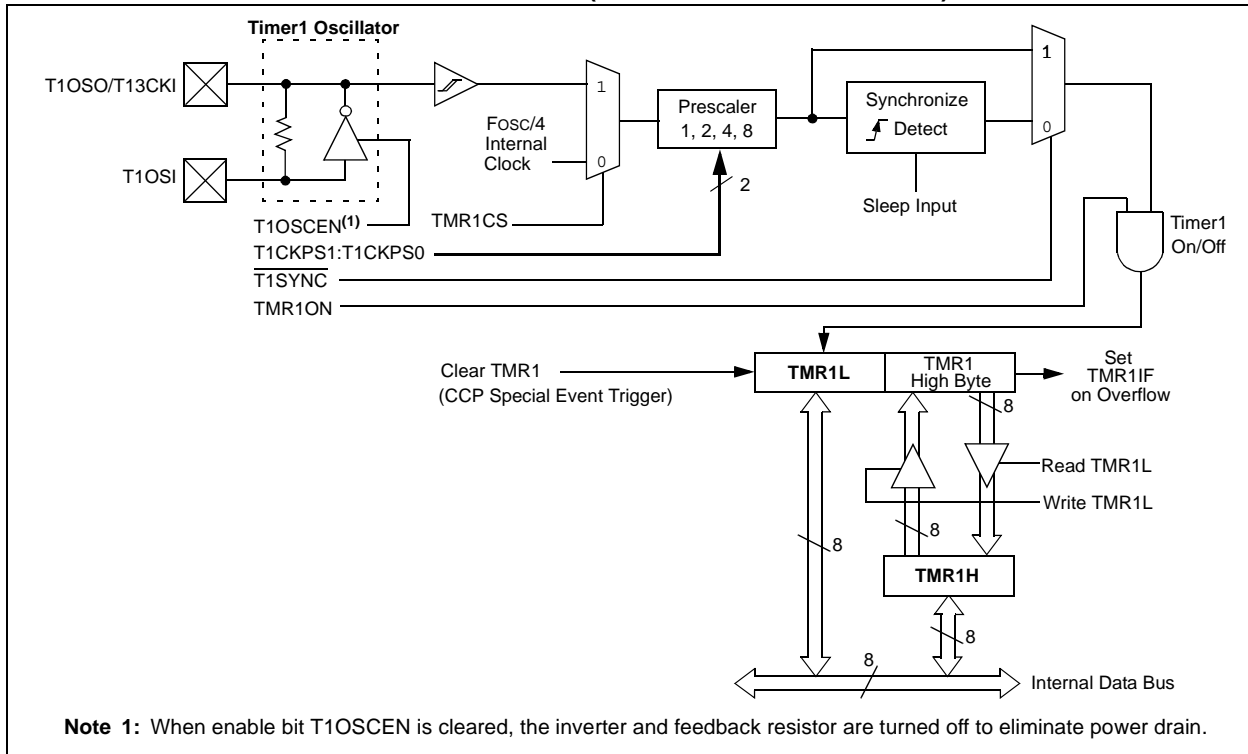 Timer1 Oscillator
T1OSO/T13CKI
T1OSI
FOSC/4
Internal
Clock
1
0
Prescaler
1, 2, 4, 8
2
Synchronize
Detect
Sleep Input
1
0
T1OSCEN(1)
TMR1CS
T1CKPS1:T1CKPS0
T1SYNC
TMR1ON
Timer1
On/Off
Clear TMR1
(CCP Special Event Trigger)
TMR1L
TMR1
High Byte
Set
TMR1IF
on Overflow
8
Read TMR1L
Write TMR1L
8
8
TMR1H
8
8
Internal Data Bus
Note 1: When enable bit T1OSCEN is cleared, the inverter and feedback resistor are turned off to eliminate power drain.